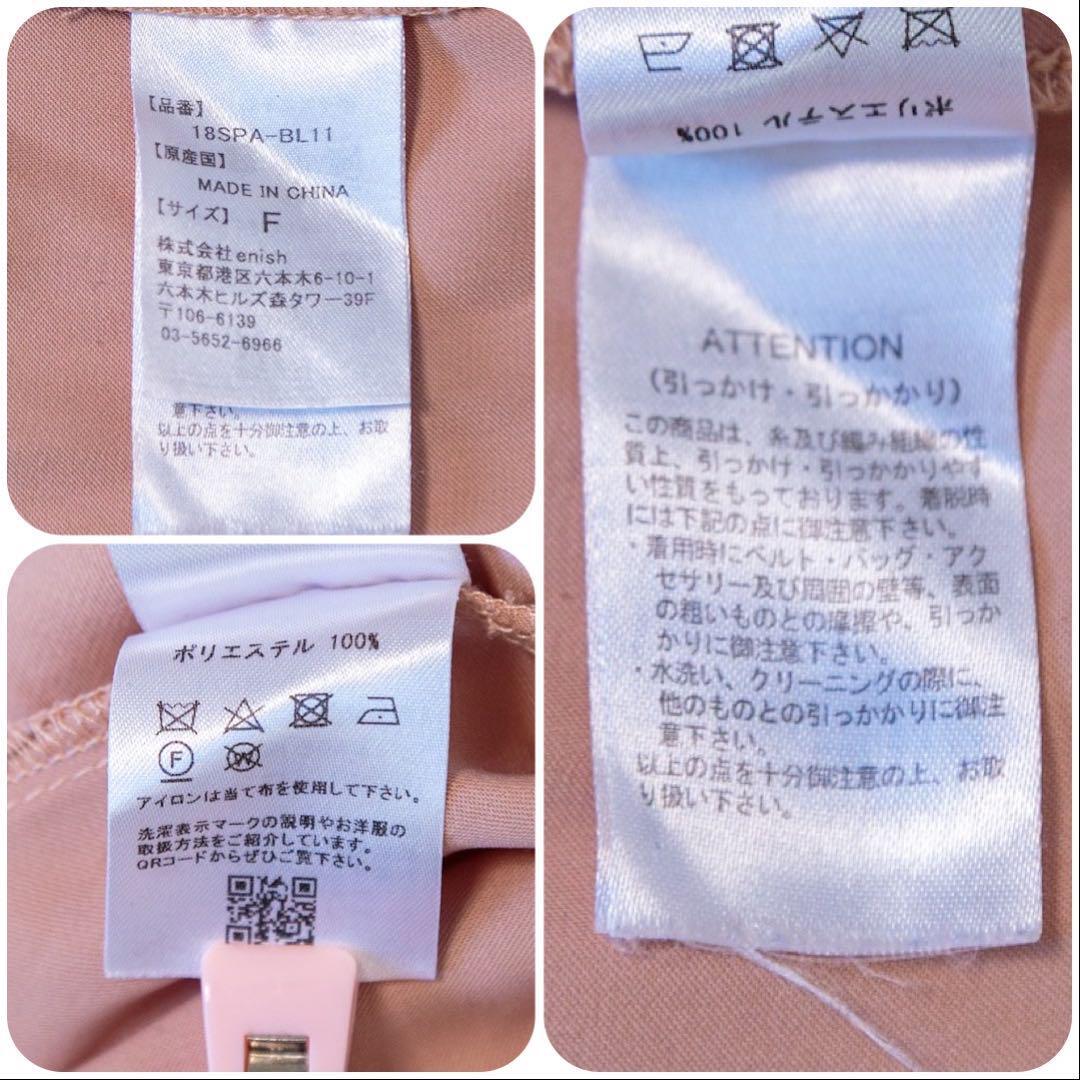 【品番】
18SPA-BL11
【原産国】
MADE IN CHINA
【サイズ】 F
株式会社enish
東京都港区六本木6-10-1
六本木ヒルズ森タワー39F
〒106-6139
03-5652-6966
意下さい。
以上の点を十分御注意の上、お取
り扱い下さい。
ポリエステル 100%
F
W
アイロンは当て布を使用して下さい。
洗濯表示マークの説明やお洋服の
取扱方法をご紹介しています。
QRコードからぜひご覧下さい。
ポリエステル 100%
ATTENTION
(引っかけ・引っかかり)
この商品は、糸及び編み組織の性
質上、引っかけ・引っかかりやす
い性質をもっております。着脱時
には下記の点に御注意下さい。
・着用時にベルト・バッグ・アク
セサリー及び周囲の壁等、表面
の粗いものとの摩擦や、引っか
かりに御注意下さい。
・水洗い、クリーニングの際に、
他のものとの引っかかりに御注
意下さい。
以上の点を十分御注意の上、お取
り扱い下さい。